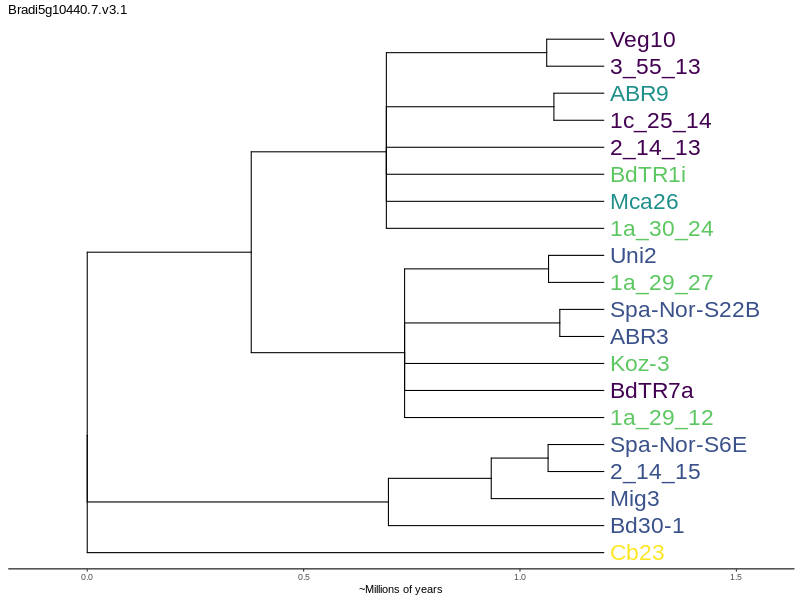 Bradi5g10440.7.v3.1
Veg10
3_55_13
ABR9
1c_25_14
2_14_13
BdTR1i
Mca26
1a_30_24
Uni2
1a_29_27
Spa-Nor-S22B
ABR3
Koz-3
BdTR7a
1a_29_12
Spa-Nor-S6E
2_14_15
Mig3
Bd30-1
Cb23
0.0 0.5 1.0 1.5
~Millions of years